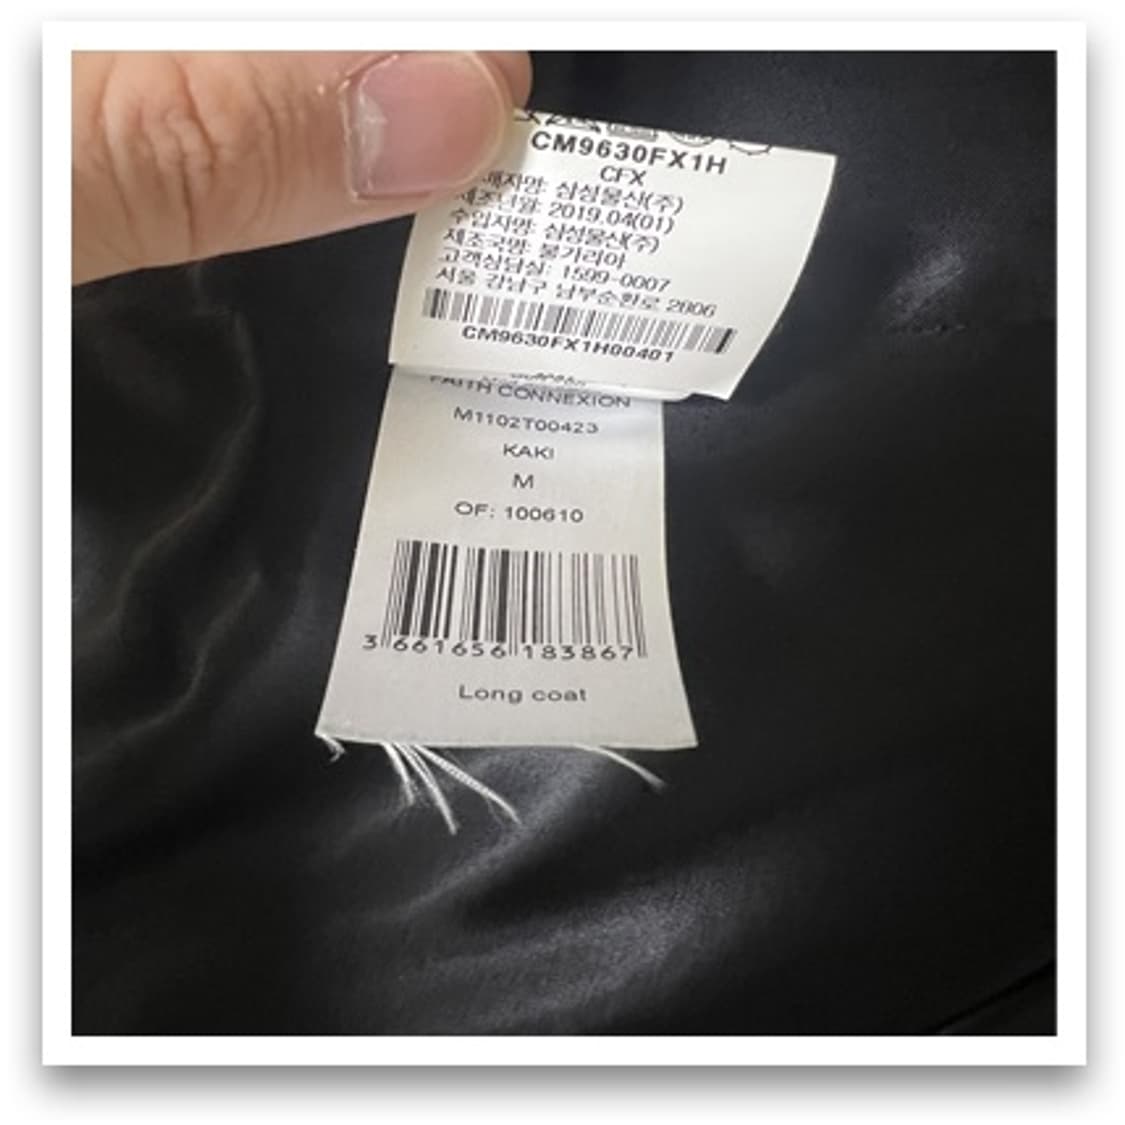 CM9630FX1H
CFX
매자명: 삼성물산(주)
제조년월: 2019.04(01)
수입자명: 삼성물산(주)
제조국명: 불가리아
고객상담실: 1599-0007
서울 강남구 남부순환로 2806
CM9630FX1H00401
FAITH CONNEXION
M1102T00423
KAKI
M
OF: 100610
3 661656 183867
Long coat